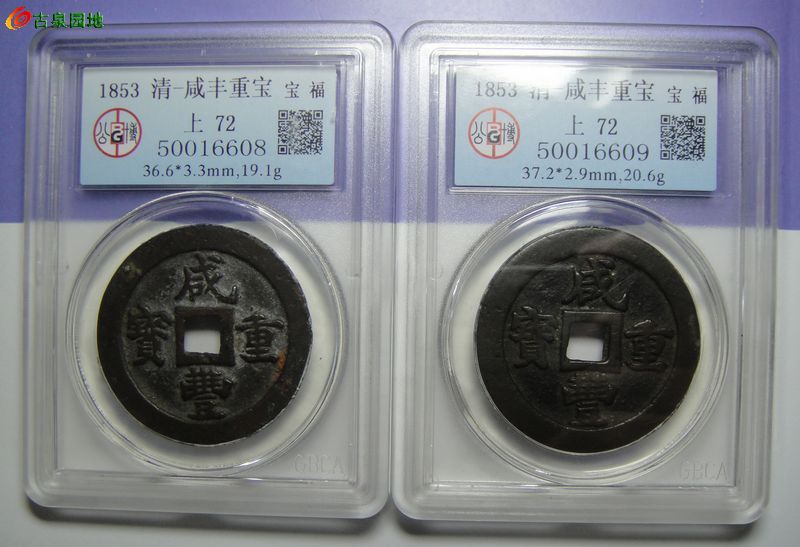 古泉园地
1853 清-咸丰重宝 宝 福
上 72
50016608
36.6*3.3mm,19.1g
咸
寳 重
豐
GBCA
1853 清-咸丰重宝 宝 福
上 72
50016609
37.2*2.9mm,20.6g
咸
寳 重
豐
GBCA